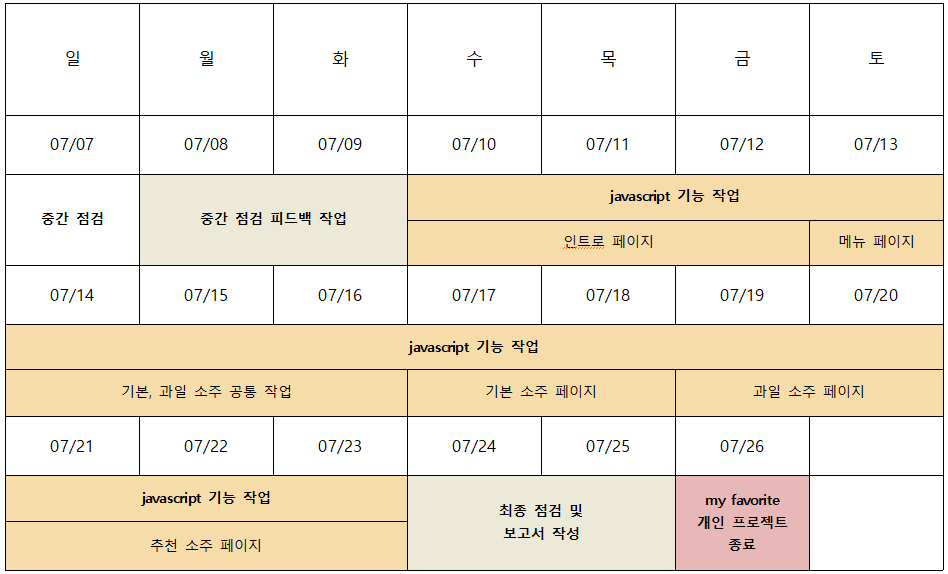 일 월 화 수 목 금 토
07/07 07/08 07/09 07/10 07/11 07/12 07/13
중간 점검 중간 점검 피드백 작업 javascript 기능 작업
인트로 페이지 메뉴 페이지
07/14 07/15 07/16 07/17 07/18 07/19 07/20
javascript 기능 작업
기본, 과일 소주 공통 작업 기본 소주 페이지 과일 소주 페이지
07/21 07/22 07/23 07/24 07/25 07/26
javascript 기능 작업
추천 소주 페이지
최종 점검 및
보고서 작성
my favorite
개인 프로젝트
종료